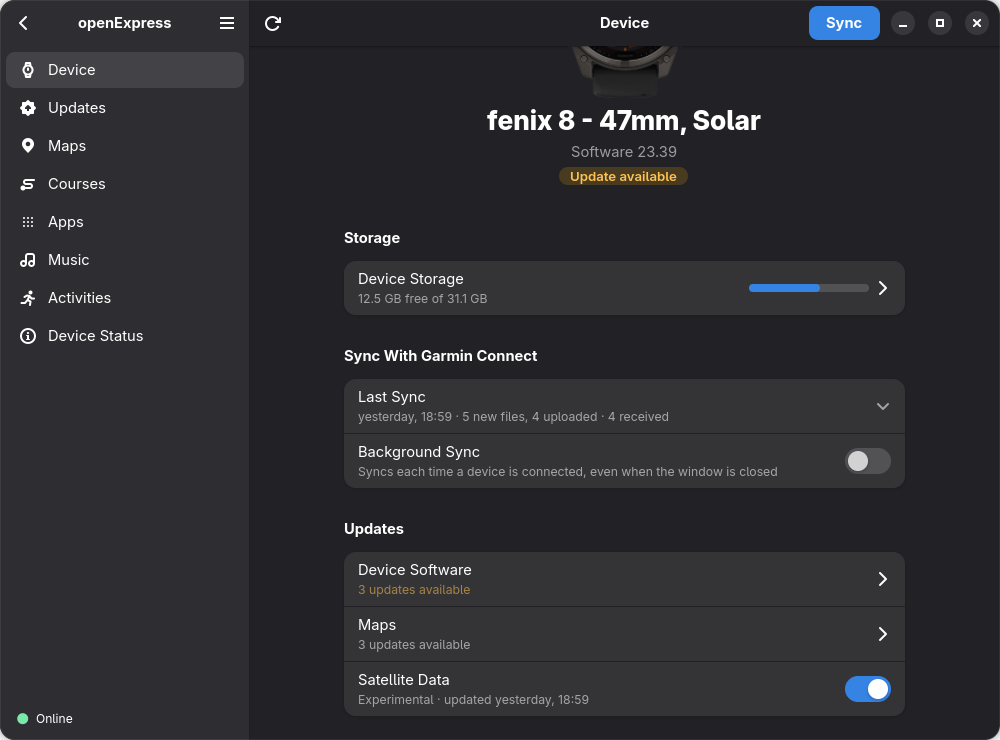 openExpress
Device
Sync
Device
Updates
Maps
Courses
Apps
Music
Activities
Device Status
Online
fenix 8 - 47mm, Solar
Software 23.39
Update available
Storage
Device Storage
12.5 GB free of 31.1 GB
Sync With Garmin Connect
Last Sync
yesterday, 18:59 · 5 new files, 4 uploaded · 4 received
Background Sync
Syncs each time a device is connected, even when the window is closed
Updates
Device Software
3 updates available
Maps
3 updates available
Satellite Data
Experimental · updated yesterday, 18:59